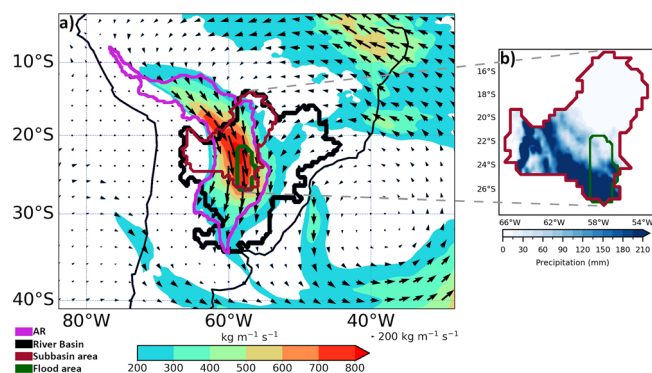 a)
10°S
20°S
30°S
40°S
80°W 60°W 40°W
AR
River Basin
Subbasin area
Flood area
kg m⁻¹ s⁻¹
200 kg m⁻¹ s⁻¹
200 300 400 500 600 700 800
b)
16°S
18°S
20°S
22°S
24°S
26°S
66°W 62°W 58°W 54°W
0 30 60 90 120 150 180 210
Precipitation (mm)